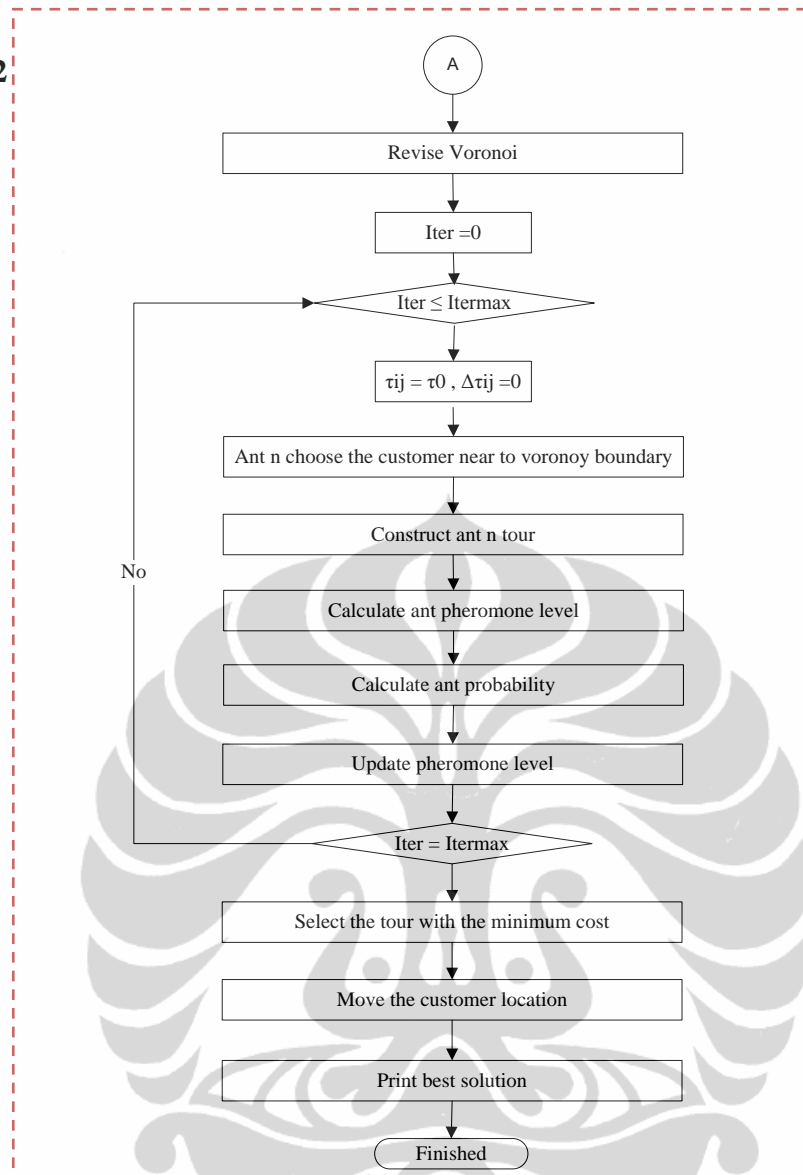 2
A
Revise Voronoi
Iter =0
Iter ≤ Itermax
τij = τ0 , Δτij =0
Ant n choose the customer near to voronoy boundary
Construct ant n tour
No
Calculate ant pheromone level
Calculate ant probability
Update pheromone level
Iter = Itermax
Select the tour with the minimum cost
Move the customer location
Print best solution
Finished